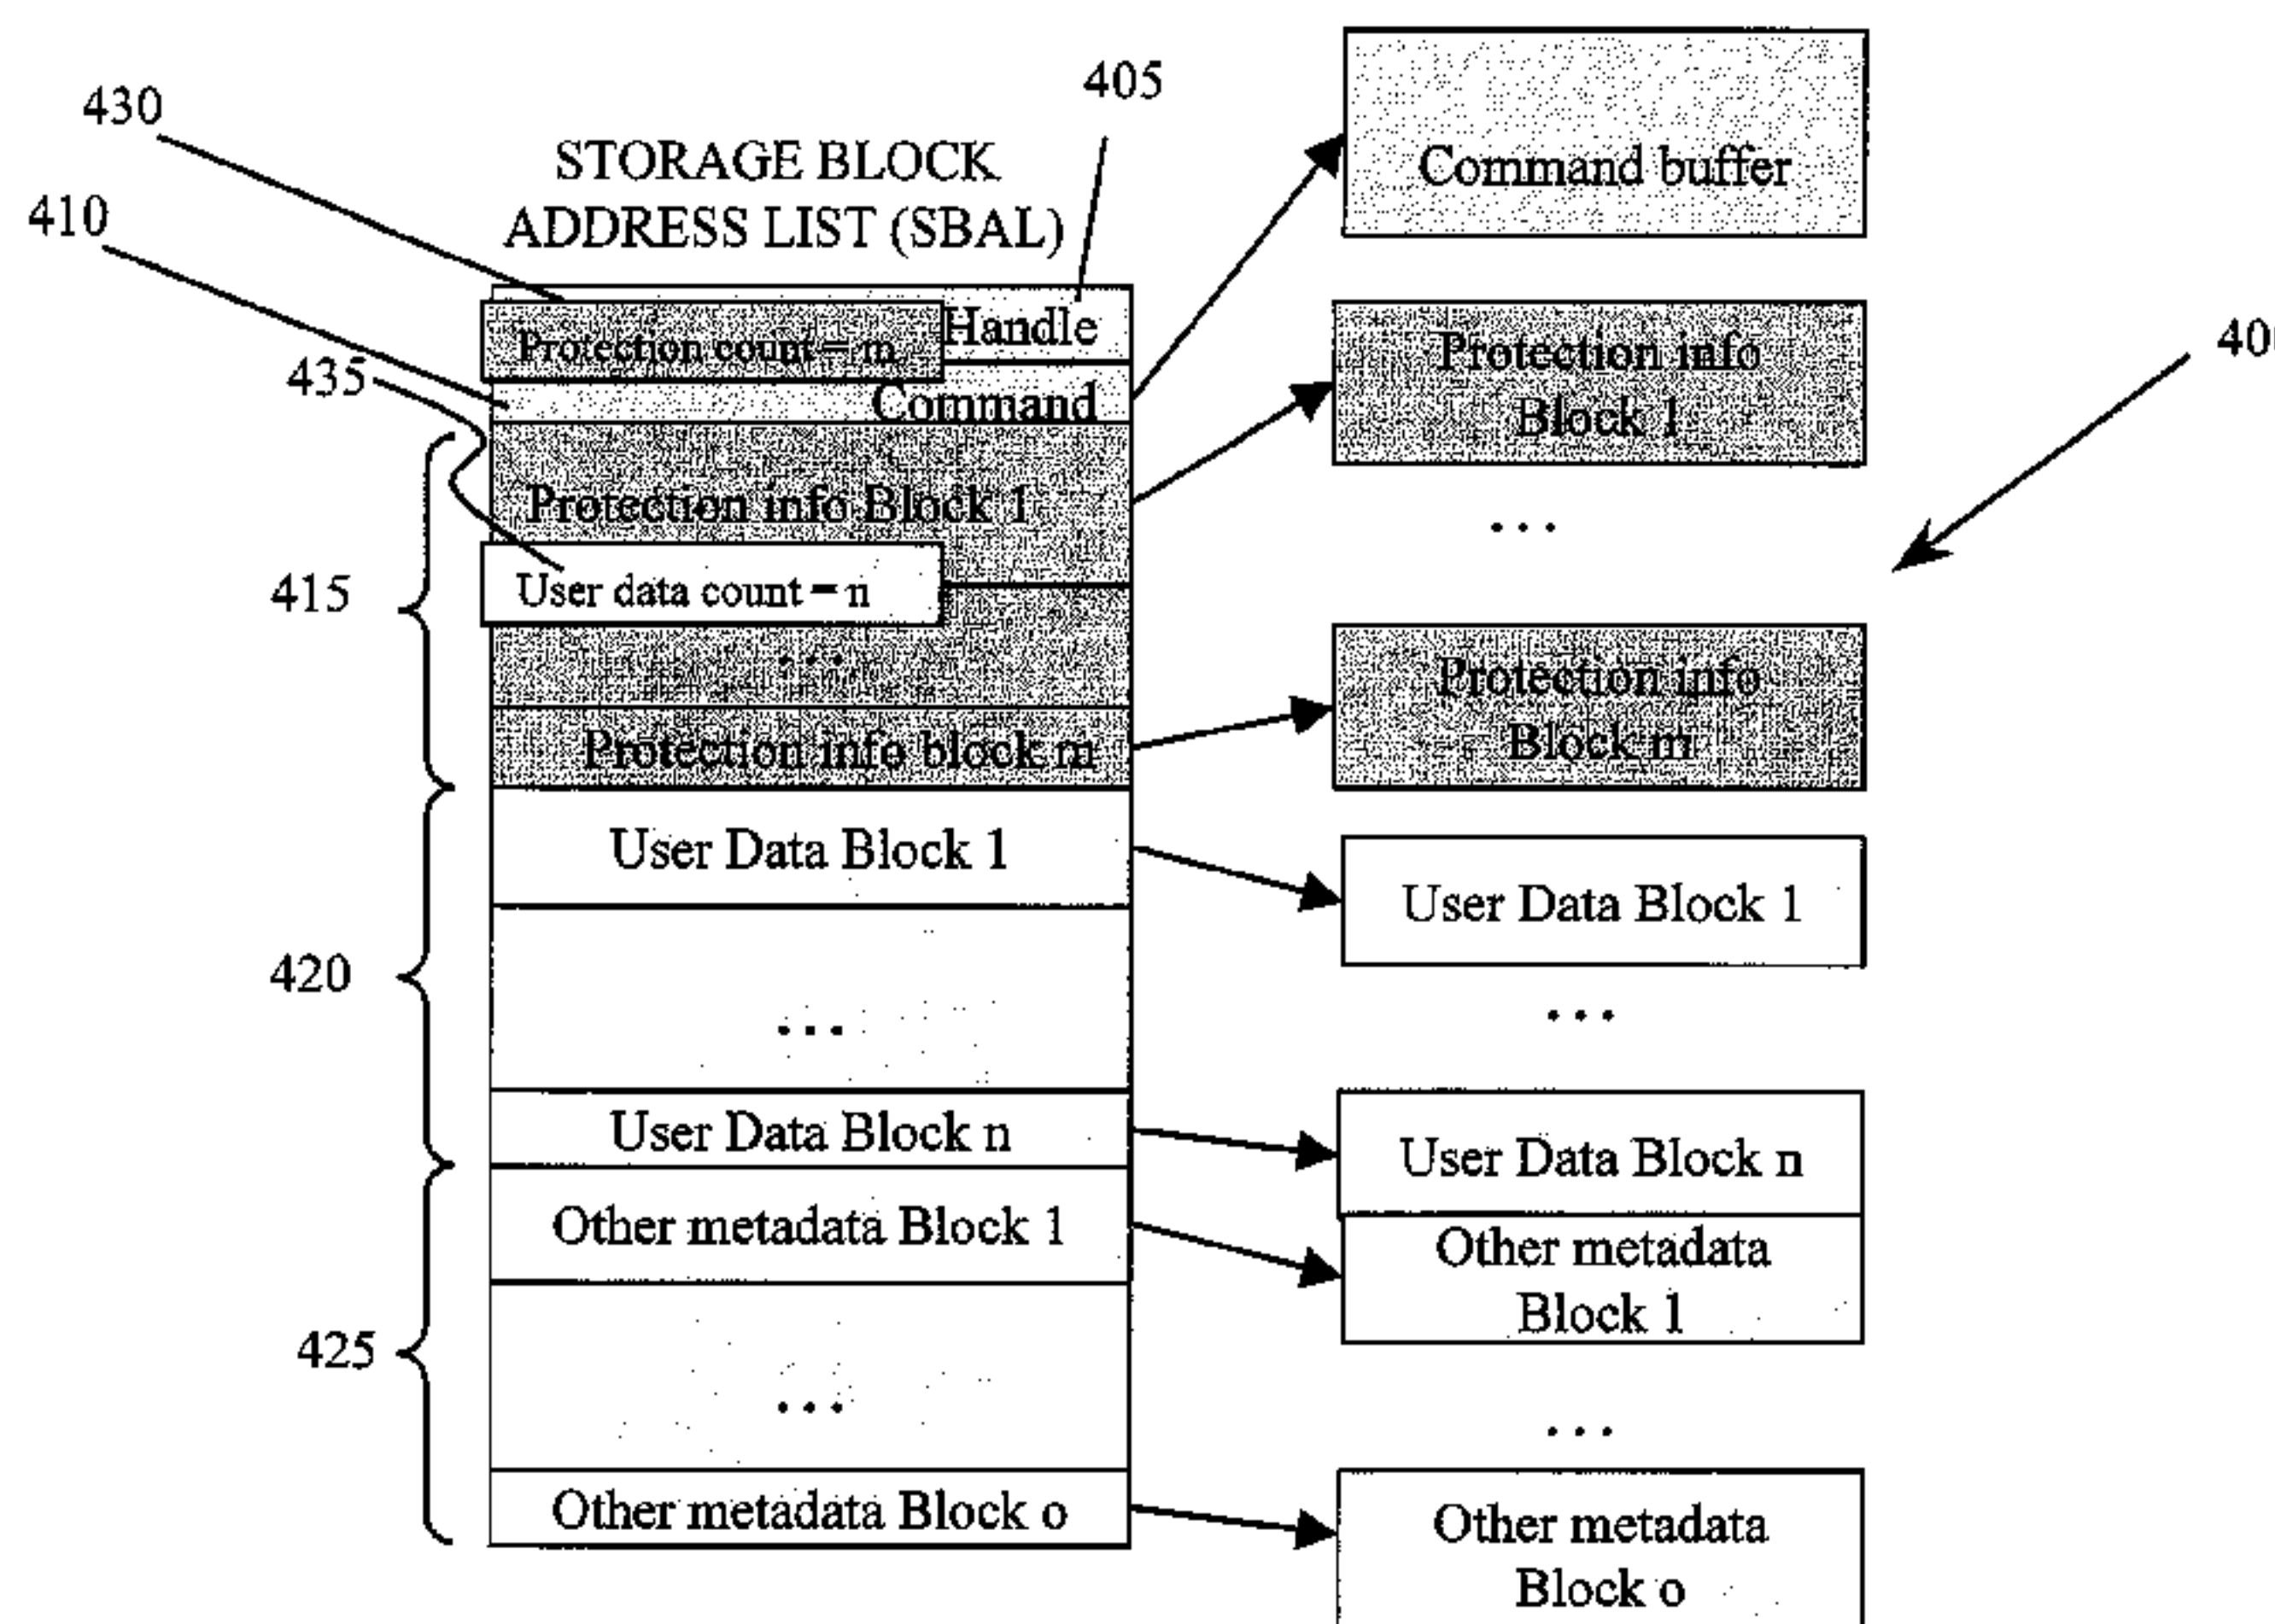 430
405
STORAGE BLOCK
ADDRESS LIST (SBAL)
410
Handle
Protection count = m
435
Command
Protection info Block 1
User data count = n
415
...
Protection info block m
User Data Block 1
420
...
User Data Block n
Other metadata Block 1
425
...
Other metadata Block o
Command buffer
Protection info
Block 1
...
Protection info
Block m
User Data Block 1
...
User Data Block n
Other metadata
Block 1
...
Other metadata
Block o